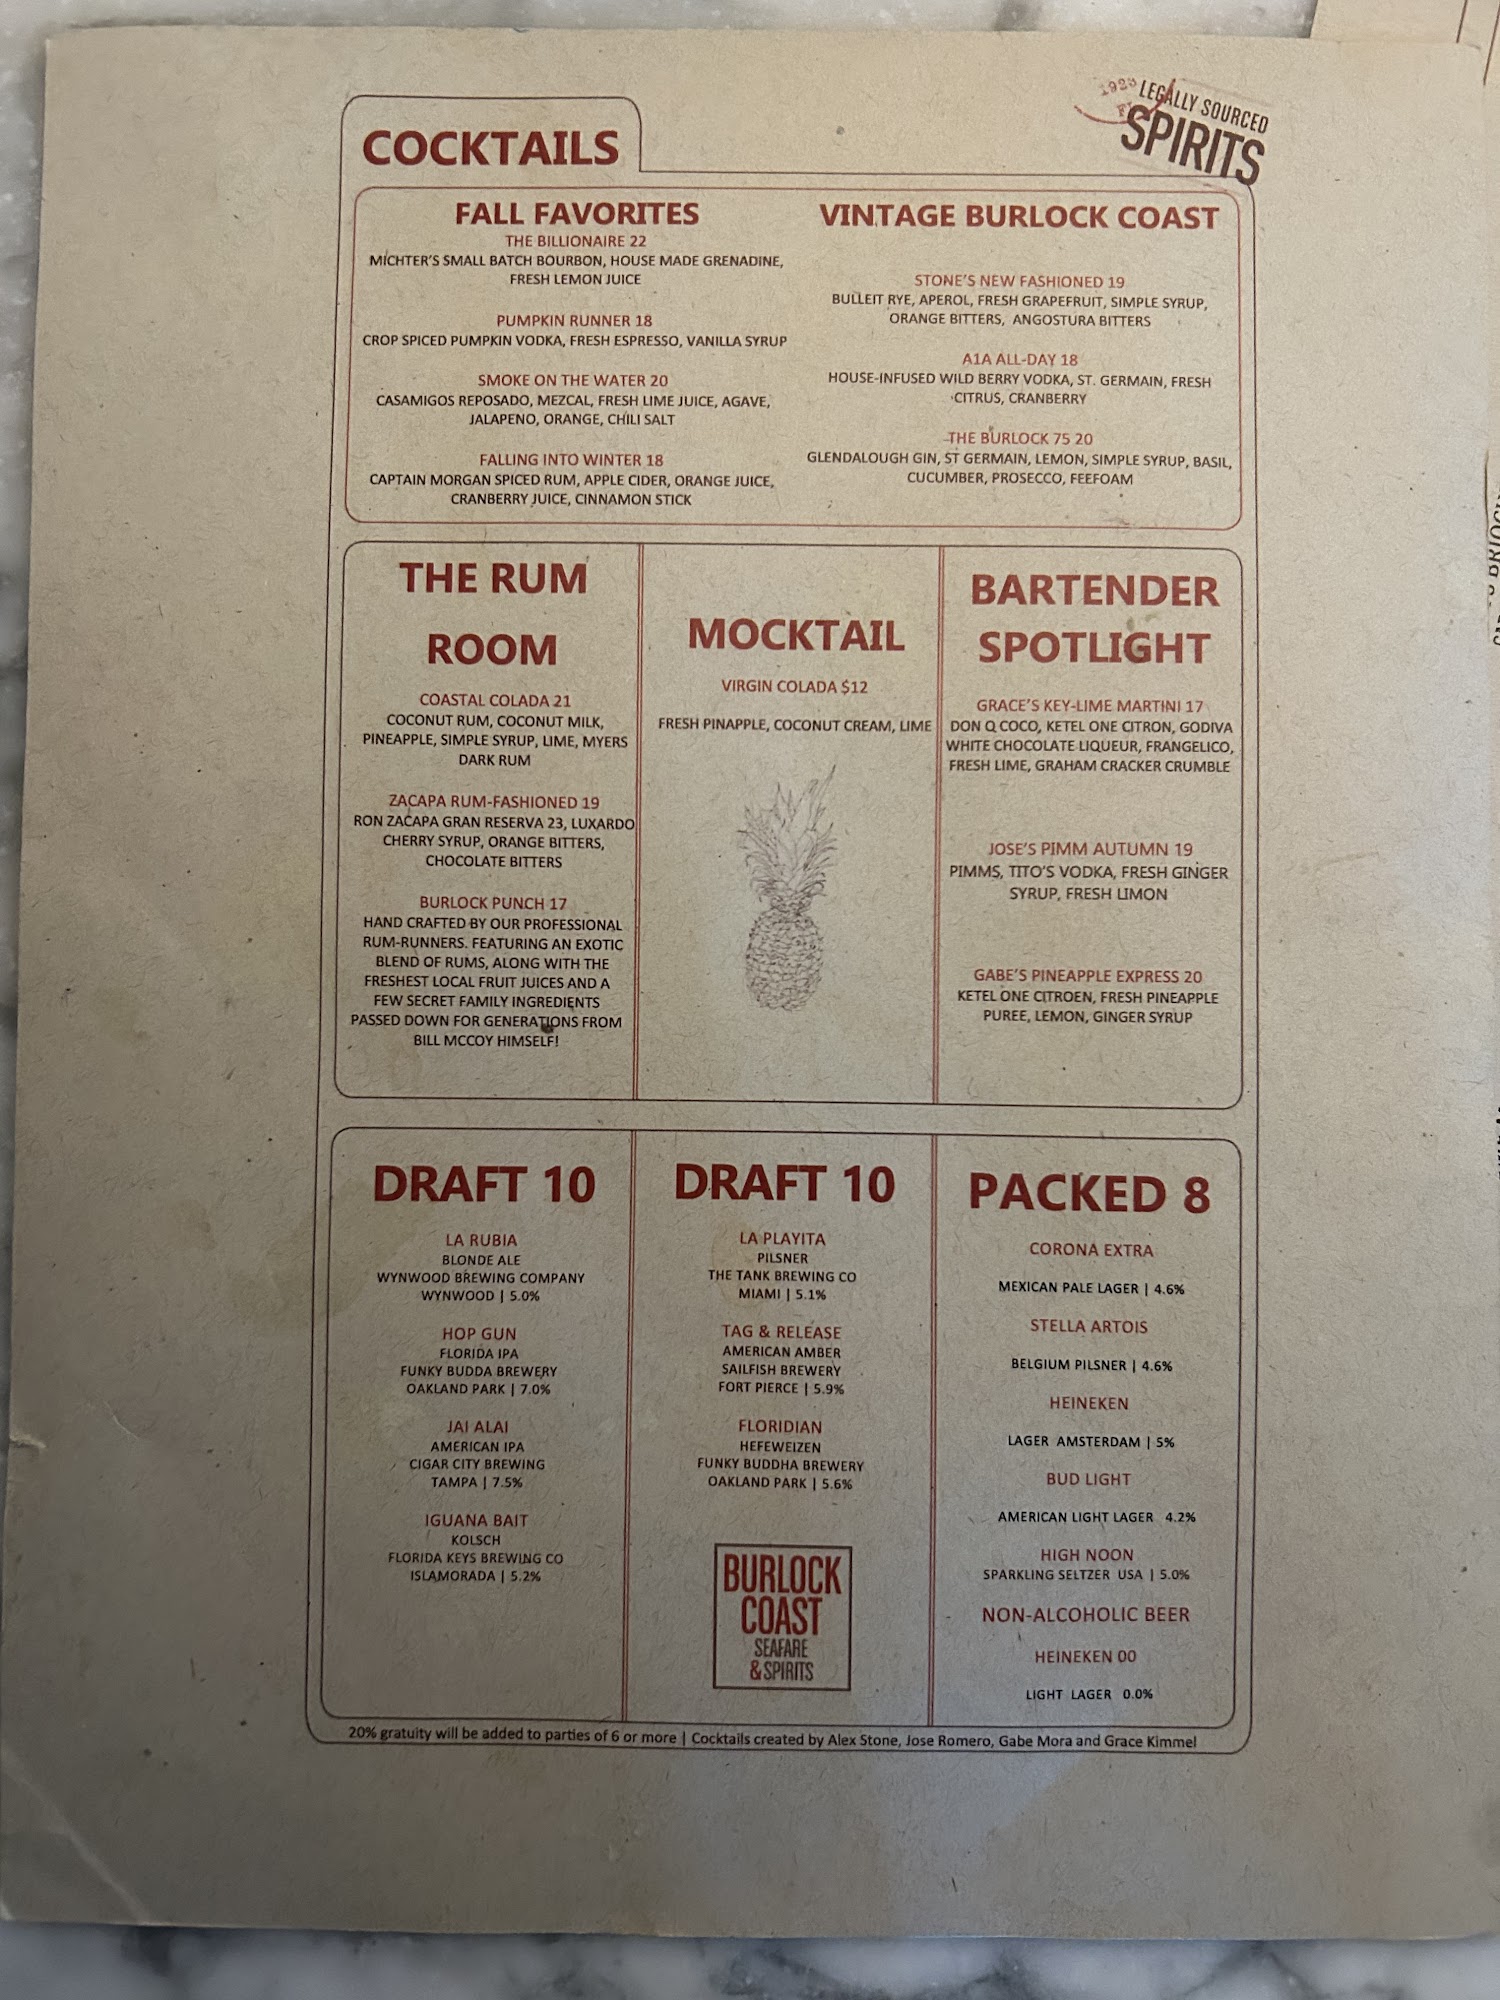 1923
LEGALLY SOURCED
SPIRITS
COCKTAILS
FALL FAVORITES
THE BILLIONAIRE 22
MICHTER'S SMALL BATCH BOURBON, HOUSE MADE GRENADINE,
FRESH LEMON JUICE
PUMPKIN RUNNER 18
CROP SPICED PUMPKIN VODKA, FRESH ESPRESSO, VANILLA SYRUP
SMOKE ON THE WATER 20
CASAMIGOS REPOSADO, MEZCAL, FRESH LIME JUICE, AGAVE,
JALAPENO, ORANGE, CHILI SALT
FALLING INTO WINTER 18
CAPTAIN MORGAN SPICED RUM, APPLE CIDER, ORANGE JUICE,
CRANBERRY JUICE, CINNAMON STICK
VINTAGE BURLOCK COAST
STONE'S NEW FASHIONED 19
BULLEIT RYE, APEROL, FRESH GRAPEFRUIT, SIMPLE SYRUP,
ORANGE BITTERS, ANGOSTURA BITTERS
A1A ALL-DAY 18
HOUSE-INFUSED WILD BERRY VODKA, ST. GERMAIN, FRESH
CITRUS, CRANBERRY
THE BURLOCK 75 20
GLENDALOUGH GIN, ST GERMAIN, LEMON, SIMPLE SYRUP, BASIL,
CUCUMBER, PROSECCO, FEEFOAM
THE RUM
ROOM
COASTAL COLADA 21
COCONUT RUM, COCONUT MILK,
PINEAPPLE, SIMPLE SYRUP, LIME, MYERS
DARK RUM
ZACAPA RUM-FASHIONED 19
RON ZACAPA GRAN RESERVA 23, LUXARDO
CHERRY SYRUP, ORANGE BITTERS,
CHOCOLATE BITTERS
BURLOCK PUNCH 17
HAND CRAFTED BY OUR PROFESSIONAL
RUM-RUNNERS. FEATURING AN EXOTIC
BLEND OF RUMS, ALONG WITH THE
FRESHEST LOCAL FRUIT JUICES AND A
FEW SECRET FAMILY INGREDIENTS
PASSED DOWN FOR GENERATIONS FROM
BILL MCCOY HIMSELF!
MOCKTAIL
VIRGIN COLADA $12
FRESH PINAPPLE, COCONUT CREAM, LIME
BARTENDER
SPOTLIGHT
GRACE'S KEY-LIME MARTINI 17
DON Q COCO, KETEL ONE CITRON, GODIVA
WHITE CHOCOLATE LIQUEUR, FRANGELICO,
FRESH LIME, GRAHAM CRACKER CRUMBLE
JOSE'S PIMM AUTUMN 19
PIMMS, TITO'S VODKA, FRESH GINGER
SYRUP, FRESH LIMON
GABE'S PINEAPPLE EXPRESS 20
KETEL ONE CITROEN, FRESH PINEAPPLE
PUREE, LEMON, GINGER SYRUP
DRAFT 10
LA RUBIA
BLONDE ALE
WYNWOOD BREWING COMPANY
WYNWOOD | 5.0%
HOP GUN
FLORIDA IPA
FUNKY BUDDA BREWERY
OAKLAND PARK | 7.0%
JAI ALAI
AMERICAN IPA
CIGAR CITY BREWING
TAMPA | 7.5%
IGUANA BAIT
KOLSCH
FLORIDA KEYS BREWING CO
ISLAMORADA | 5.2%
DRAFT 10
LA PLAYITA
PILSNER
THE TANK BREWING CO
MIAMI | 5.1%
TAG & RELEASE
AMERICAN AMBER
SAILFISH BREWERY
FORT PIERCE | 5.9%
FLORIDIAN
HEFEWEIZEN
FUNKY BUDDHA BREWERY
OAKLAND PARK | 5.6%
BURLOCK
COAST
SEAFARE
& SPIRITS
PACKED 8
CORONA EXTRA
MEXICAN PALE LAGER | 4.6%
STELLA ARTOIS
BELGIUM PILSNER | 4.6%
HEINEKEN
LAGER AMSTERDAM | 5%
BUD LIGHT
AMERICAN LIGHT LAGER 4.2%
HIGH NOON
SPARKLING SELTZER USA | 5.0%
NON-ALCOHOLIC BEER
HEINEKEN 00
LIGHT LAGER 0.0%
20% gratuity will be added to parties of 6 or more | Cocktails created by Alex Stone, Jose Romero, Gabe Mora and Grace Kimmel